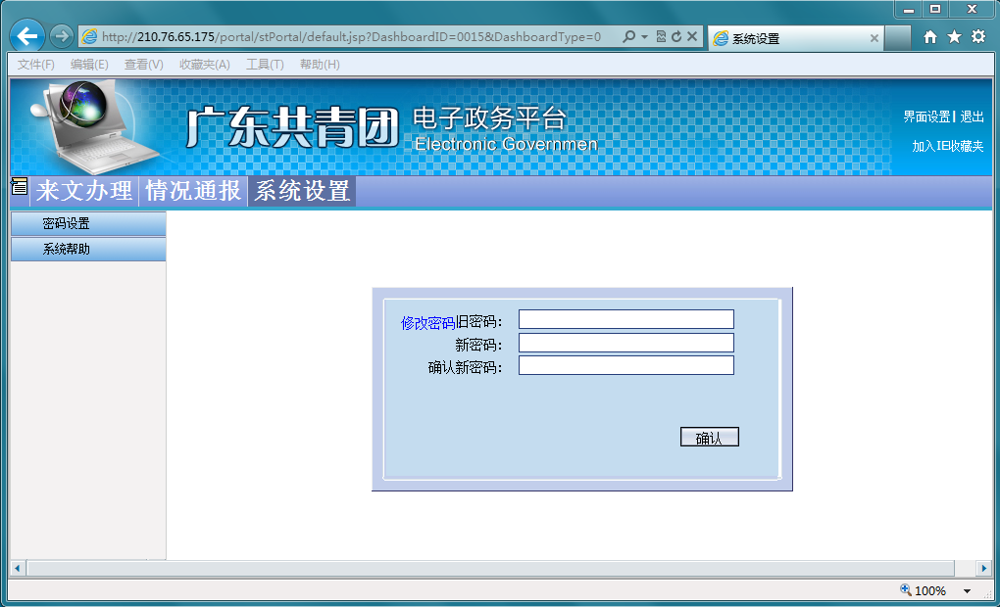 http://210.76.65.175/portal/stPortal/default.jsp?DashboardID=0015&DashboardType=0
系统设置
文件(F) 编辑(E) 查看(V) 收藏夹(A) 工具(T) 帮助(H)
广东共青团 电子政务平台
Electronic Governmen
界面设置| 退出
加入IE收藏夹
来文办理 情况通报 系统设置
密码设置
系统帮助
修改密码:
旧密码：
新密码：
确认新密码：
确认
100%